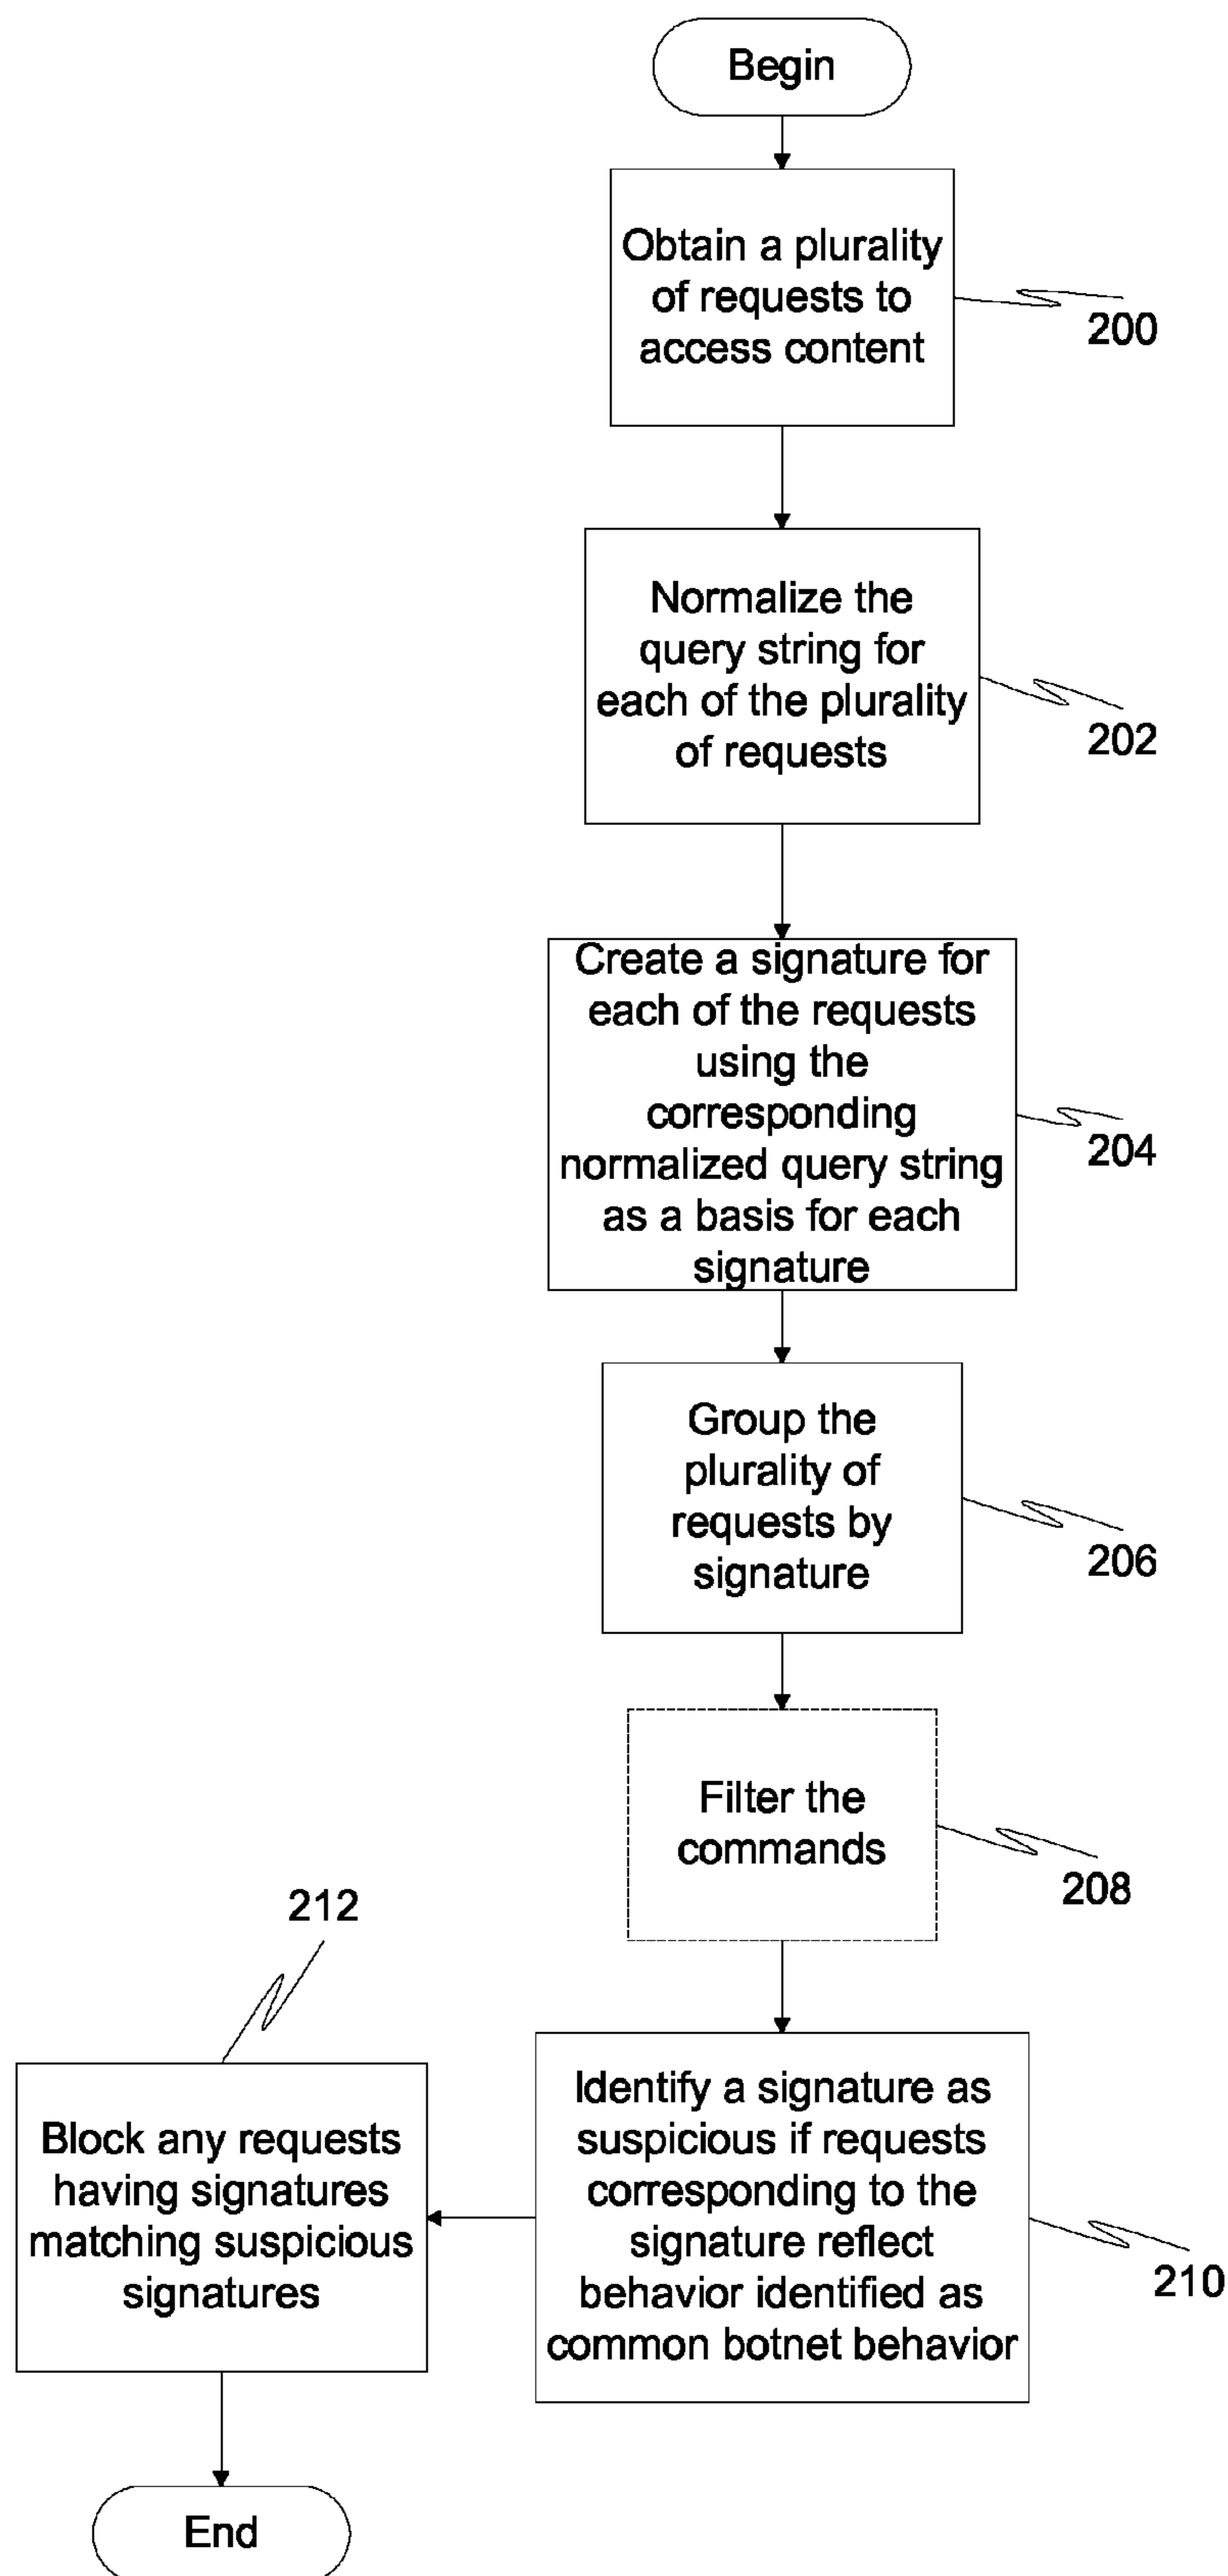 Begin
Obtain a plurality
of requests to
access content
200
Normalize the
query string for
each of the plurality
of requests
202
Create a signature for
each of the requests
using the
corresponding
normalized query string
as a basis for each
signature
204
Group the
plurality of
requests by
signature
206
Filter the
commands
208
Identify a signature as
suspicious if requests
corresponding to the
signature reflect
behavior identified as
common botnet behavior
210
212
Block any requests
having signatures
matching suspicious
signatures
End